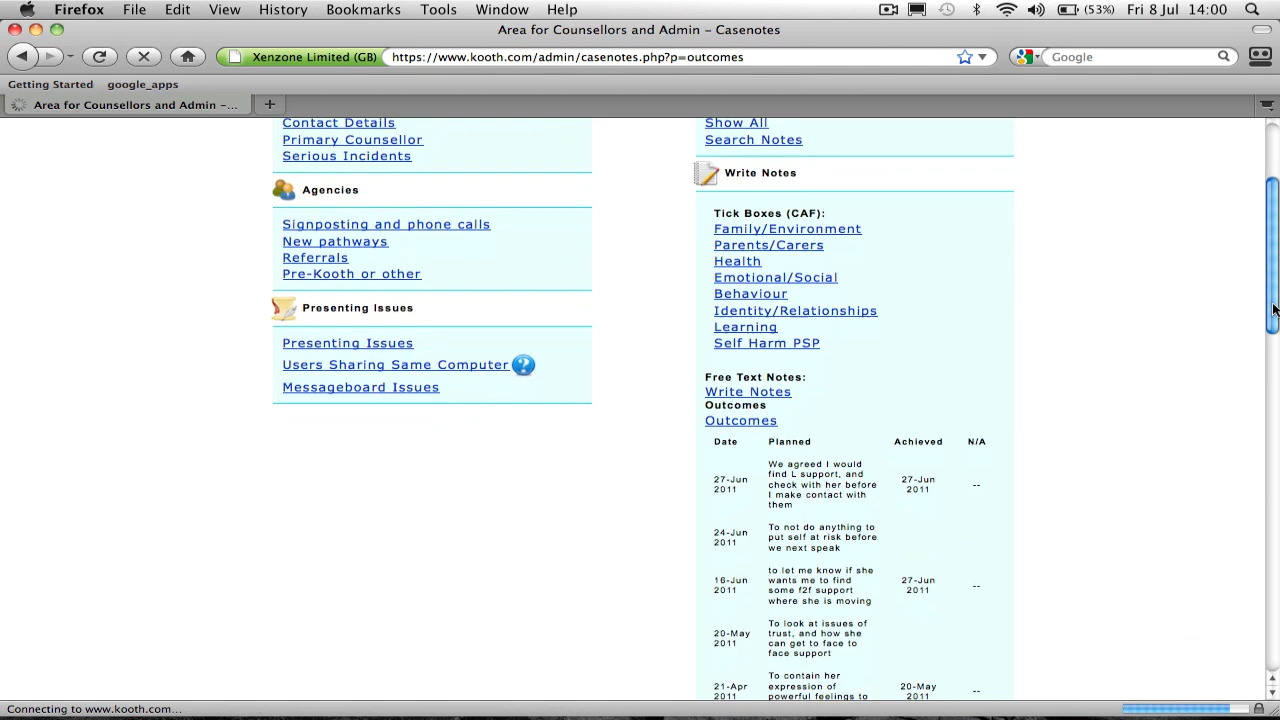 Firefox File Edit View History Bookmarks Tools Window Help (53%) Fri 8 Jul 14:00
Area for Counsellors and Admin – Casenotes
Xenzone Limited (GB) https://www.kooth.com/admin/casenotes.php?p=outcomes Google
Getting Started google_apps
Area for Counsellors and Admin –...
Contact Details
Primary Counsellor
Serious Incidents
Agencies
Signposting and phone calls
New pathways
Referrals
Pre-Kooth or other
Presenting Issues
Presenting Issues
Users Sharing Same Computer ?
Messageboard Issues
Show All
Search Notes
Write Notes
Tick Boxes (CAF):
Family/Environment
Parents/Carers
Health
Emotional/Social
Behaviour
Identity/Relationships
Learning
Self Harm PSP
Free Text Notes:
Write Notes
Outcomes
Outcomes
Date Planned Achieved N/A
We agreed I would
find L support, and
27-Jun check with her before 27-Jun --
2011 I make contact with 2011
them
To not do anything to
24-Jun put self at risk before
2011 we next speak
to let me know if she
16-Jun wants me to find 27-Jun --
2011 some f2f support 2011
where she is moving
To look at issues of
20-May trust, and how she
2011 can get to face to
face support
To contain her
21-Apr expression of 20-May --
2011 powerful feelings to 2011
Connecting to www.kooth.com...